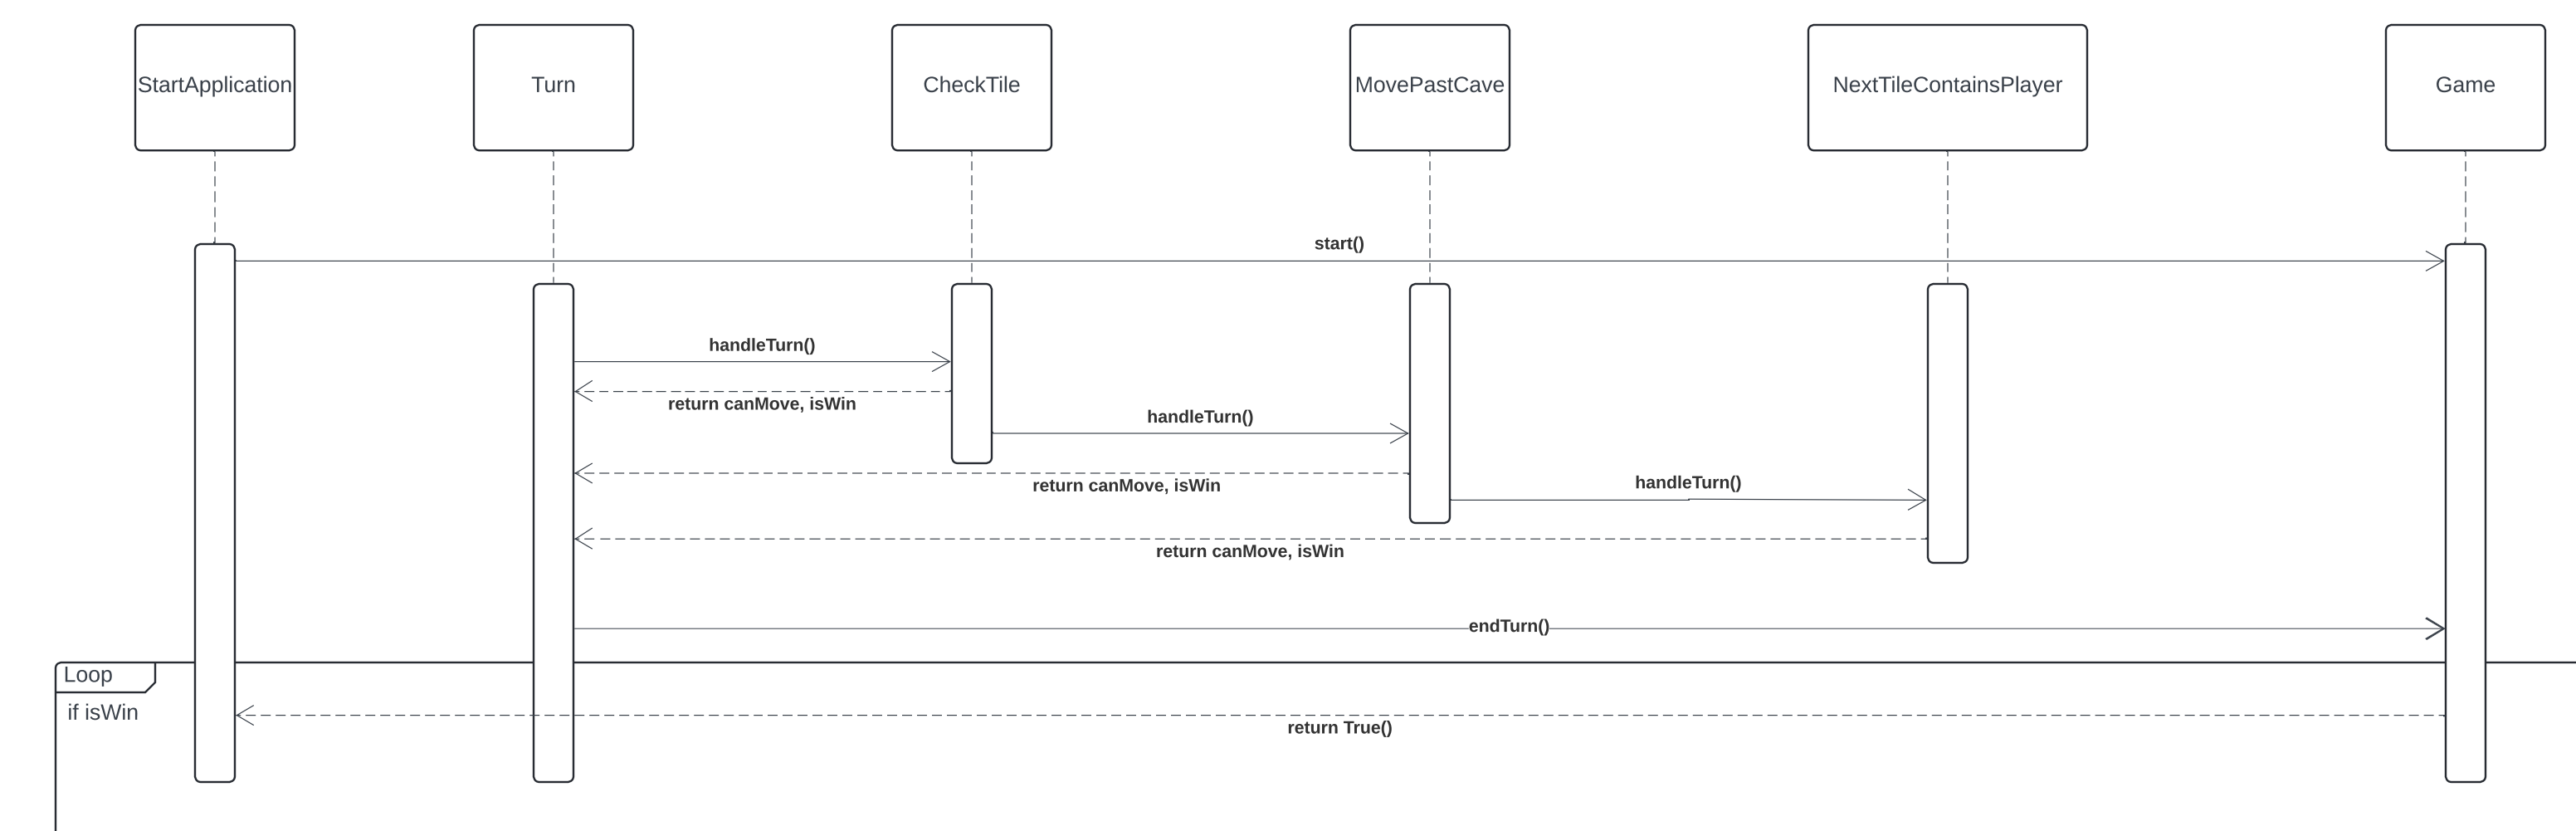 StartApplication
Turn
CheckTile
MovePastCave
NextTileContainsPlayer
Game
start()
handleTurn()
return canMove, isWin
handleTurn()
return canMove, isWin
handleTurn()
return canMove, isWin
endTurn()
Loop
if isWin
return True()